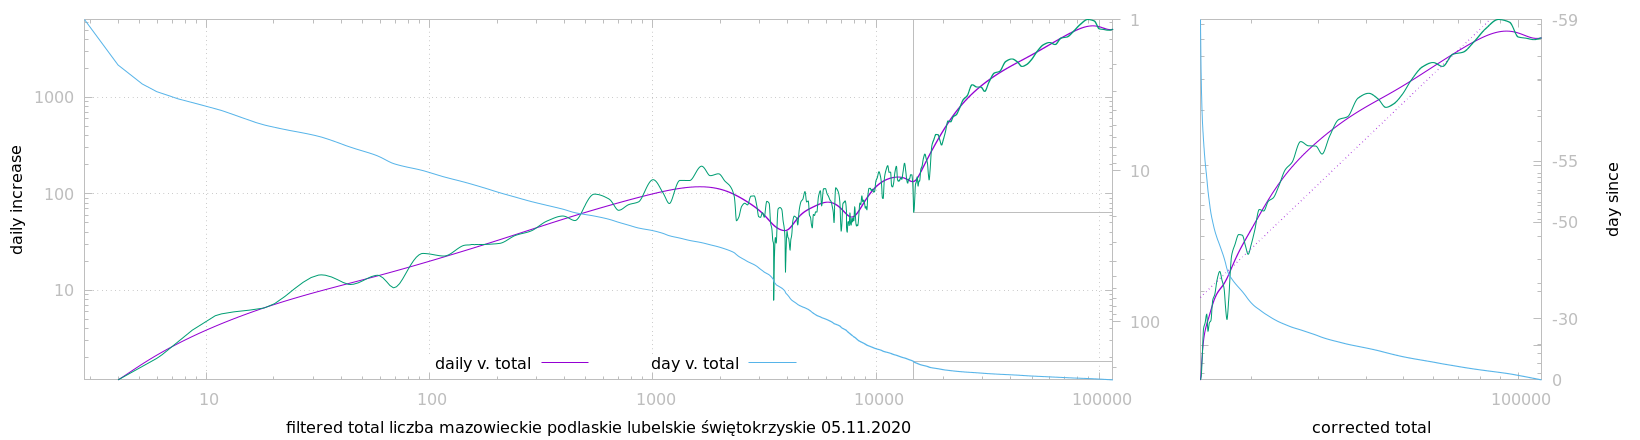 1000
100
10
daily increase
1
10
100
daily v. total
day v. total
10
100
1000
10000
100000
filtered total liczba mazowieckie podlaskie lubelskie świętokrzyskie 05.11.2020
-59
-55
-50
-30
0
day since
100000
corrected total